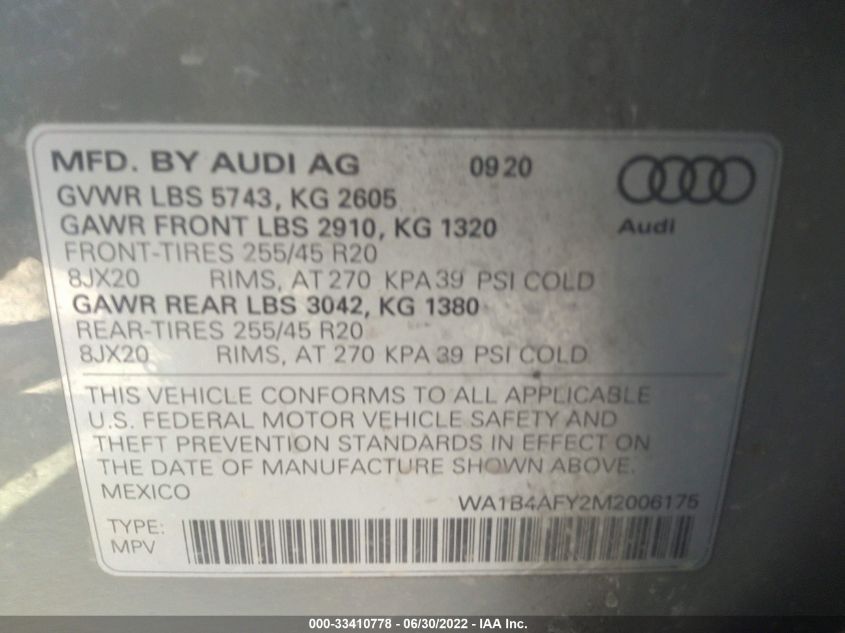 MFD. BY AUDI AG 0920
GVWR LBS 5743, KG 2605
GAWR FRONT LBS 2910, KG 1320
Audi
FRONT-TIRES 255/45 R20
8JX20 RIMS, AT 270 KPA 39 PSI COLD
GAWR REAR LBS 3042, KG 1380
REAR-TIRES 255/45 R20
8JX20 RIMS, AT 270 KPA 39 PSI COLD
THIS VEHICLE CONFORMS TO ALL APPLICABLE
U.S. FEDERAL MOTOR VEHICLE SAFETY AND
THEFT PREVENTION STANDARDS IN EFFECT ON
THE DATE OF MANUFACTURE SHOWN ABOVE.
MEXICO
WA1B4AFY2M2006175
TYPE:
MPV
000-33410778 - 06/30/2022 - IAA Inc.